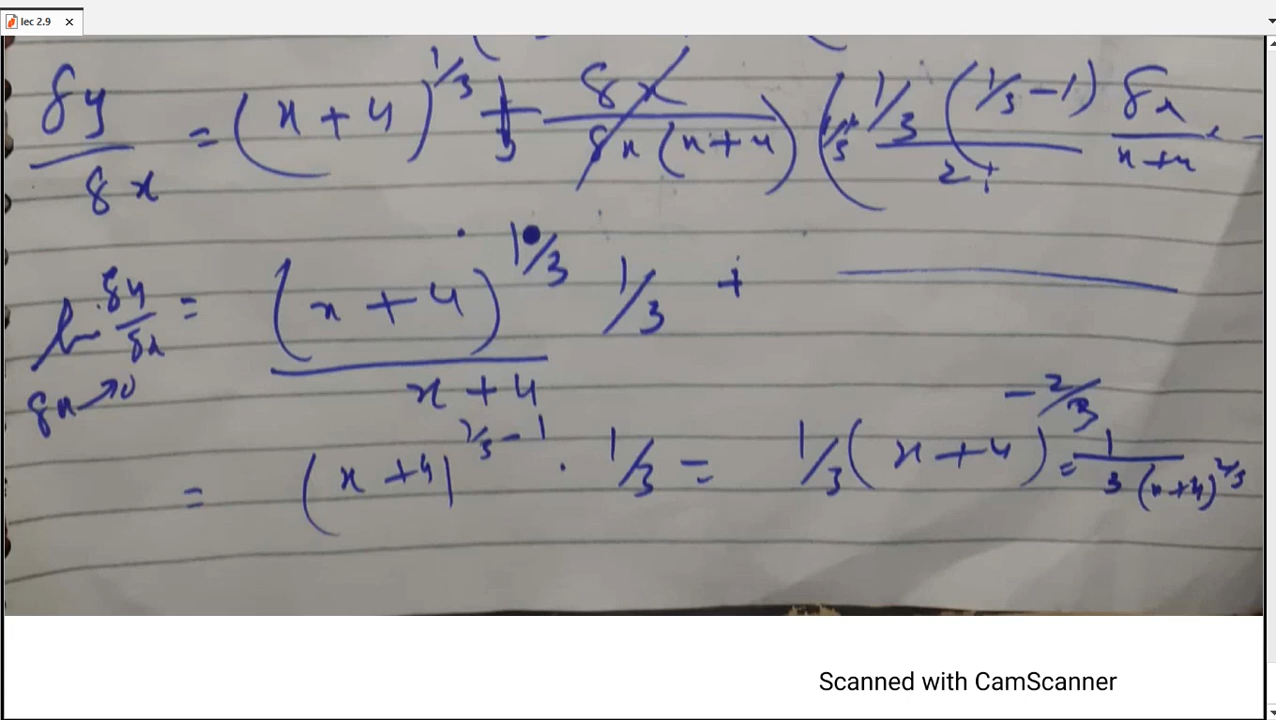 lec 2.9 ×
δy/δx = (x+4)^1/3 + δx/δx(x+4) (1/3 + 1/3(1/3-1)/2! δx/x+4 + -
lim δx→0 δy/δx = (x+4)^1/3/x+4 1/3 +
= (x+4)^1/3-1 . 1/3 = 1/3(x+4)^-2/3 = 1/3(x+4)^2/3
Scanned with CamScanner